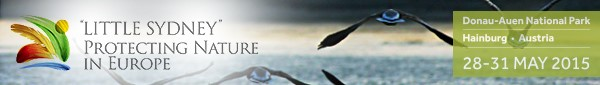 "LITTLE SYDNEY"
PROTECTING NATURE
IN EUROPE
Donau-Auen National Park
Hainburg • Austria
28-31 MAY 2015